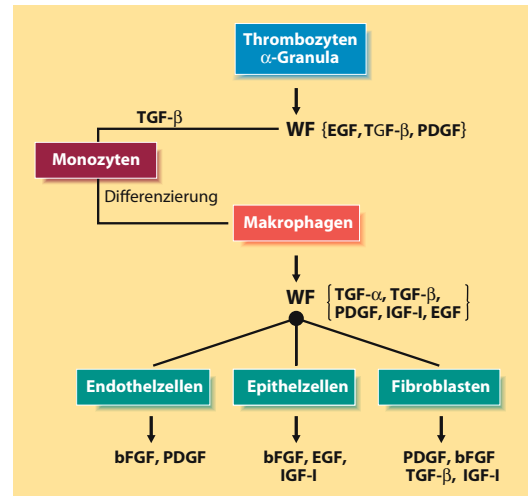 Thrombozyten
α-Granula
TGF-β
WF {EGF, TGF-β, PDGF}
Monozyten
Differenzierung
Makrophagen
WF {TGF-α, TGF-β,
PDGF, IGF-I, EGF}
Endothelzellen
Epithelzellen
Fibroblasten
bFGF, PDGF
bFGF, EGF,
IGF-I
PDGF, bFGF
TGF-β, IGF-I